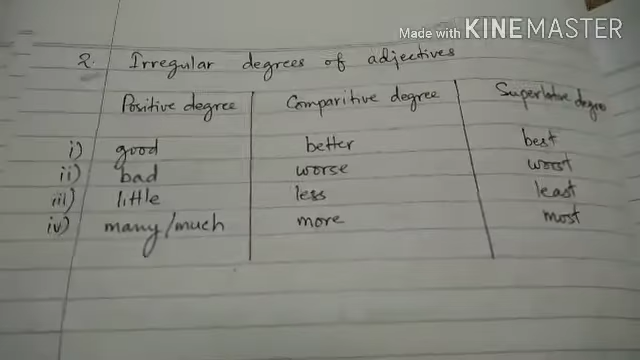 Made with KINEMASTER
2. Irregular degrees of adjectives
Positive degree Comparitive degree Superlative degree
i) good better best
ii) bad worse worst
iii) little less least
iv) many/much more most